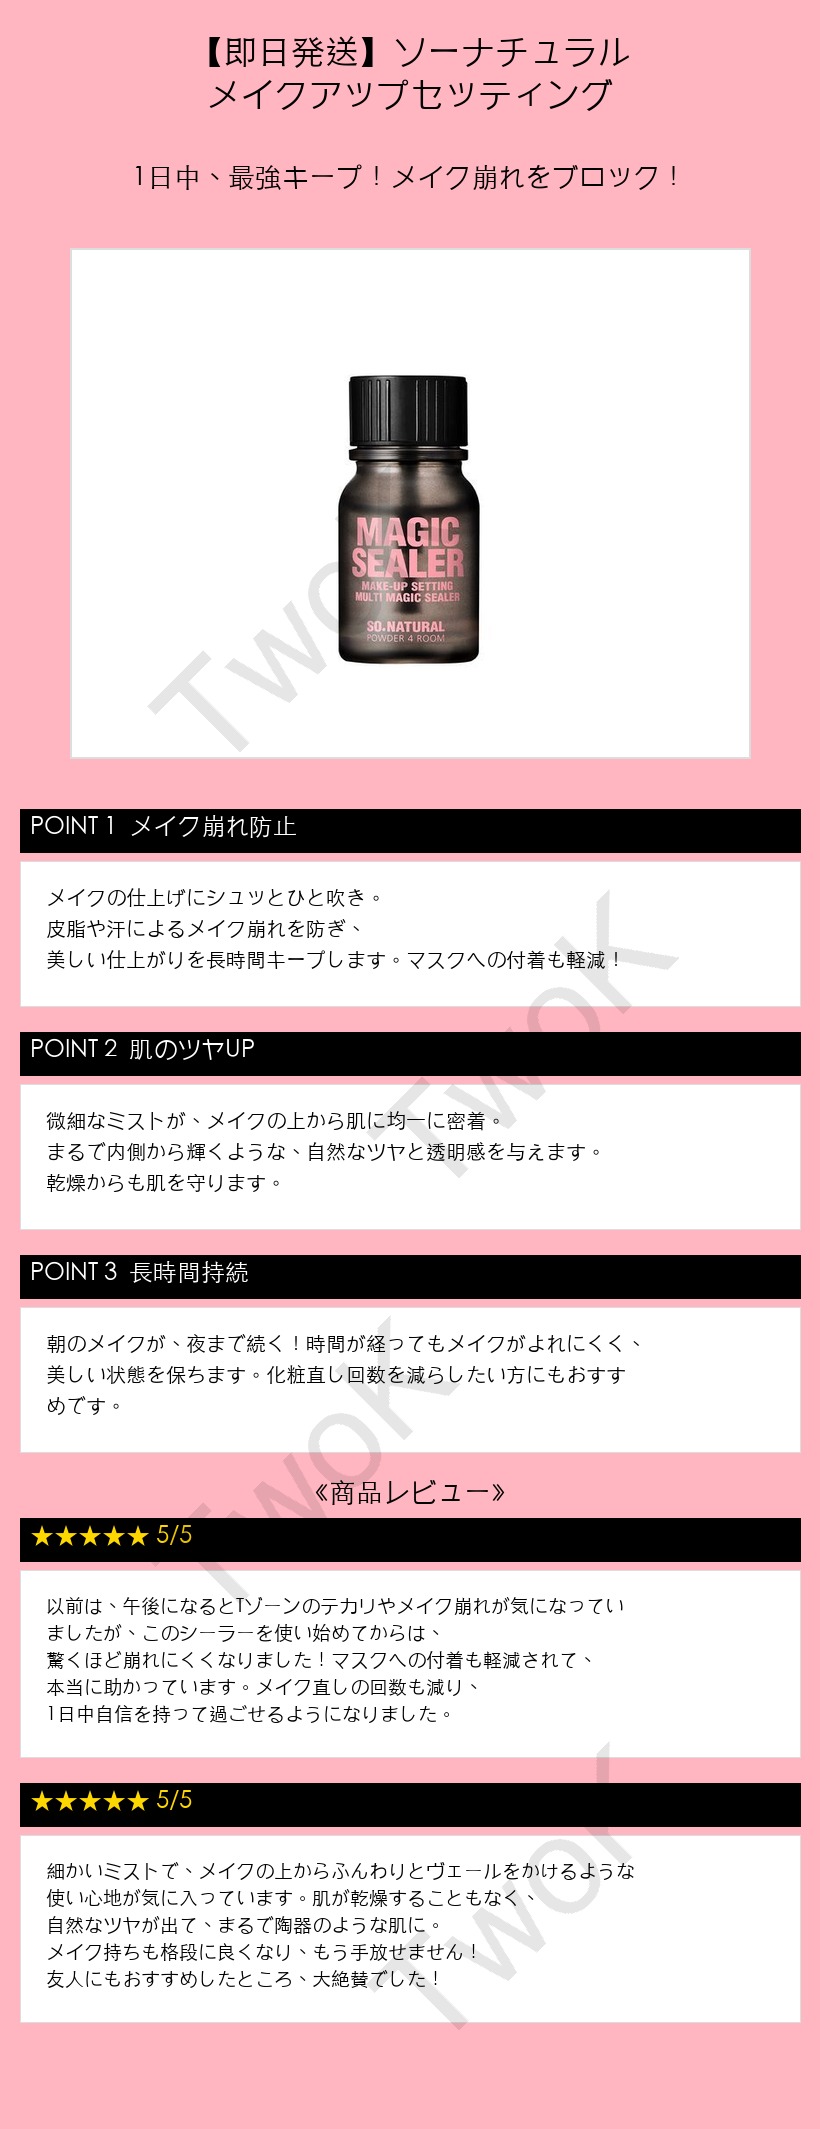 【即日発送】ソーナチュラル
メイクアップセッティング
1日中、最強キープ！メイク崩れをブロック！
MAGIC
SEALER
MAKE-UP SETTING
MULTI MAGIC SEALER
SO.NATURAL
POWDER 4 ROOM
TwoK
POINT 1 メイク崩れ防止
メイクの仕上げにシュッとひと吹き。
皮脂や汗によるメイク崩れを防ぎ、
美しい仕上がりを長時間キープします。マスクへの付着も軽減！
TwoK
POINT 2 肌のツヤUP
微細なミストが、メイクの上から肌に均一に密着。
まるで内側から輝くような、自然なツヤと透明感を与えます。
乾燥からも肌を守ります。
POINT 3 長時間持続
朝のメイクが、夜まで続く！時間が経ってもメイクがよれにくく、
美しい状態を保ちます。化粧直し回数を減らしたい方にもおすす
めです。
TwoK
《商品レビュー》
★★★★★ 5/5
以前は、午後になるとTゾーンのテカリやメイク崩れが気になってい
ましたが、このシーラーを使い始めてからは、
驚くほど崩れにくくなりました！マスクへの付着も軽減されて、
本当に助かっています。メイク直しの回数も減り、
1日中自信を持って過ごせるようになりました。
★★★★★ 5/5
細かいミストで、メイクの上からふんわりとヴェールをかけるような
使い心地が気に入っています。肌が乾燥することもなく、
自然なツヤが出て、まるで陶器のような肌に。
メイク持ちも格段に良くなり、もう手放せません！
友人にもおすすめしたところ、大絶賛でした！
TwoK